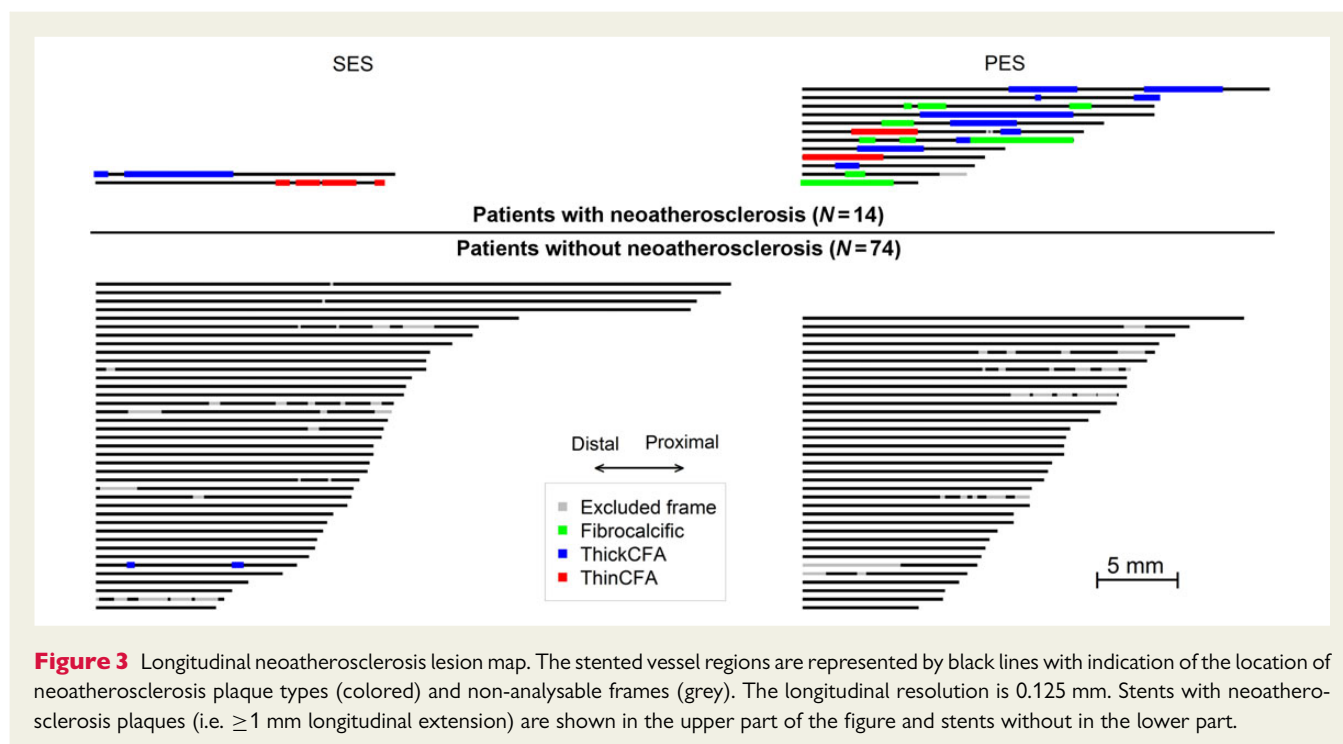 SES
PES
Patients with neoatherosclerosis (N=14)
Patients without neoatherosclerosis (N=74)
Distal Proximal
Excluded frame
Fibrocalcific
ThickCFA
ThinCFA
5 mm
Figure 3 Longitudinal neoatherosclerosis lesion map. The stented vessel regions are represented by black lines with indication of the location of
neoatherosclerosis plaque types (colored) and non-analysable frames (grey). The longitudinal resolution is 0.125 mm. Stents with neoathero-
sclerosis plaques (i.e. ≥1 mm longitudinal extension) are shown in the upper part of the figure and stents without in the lower part.